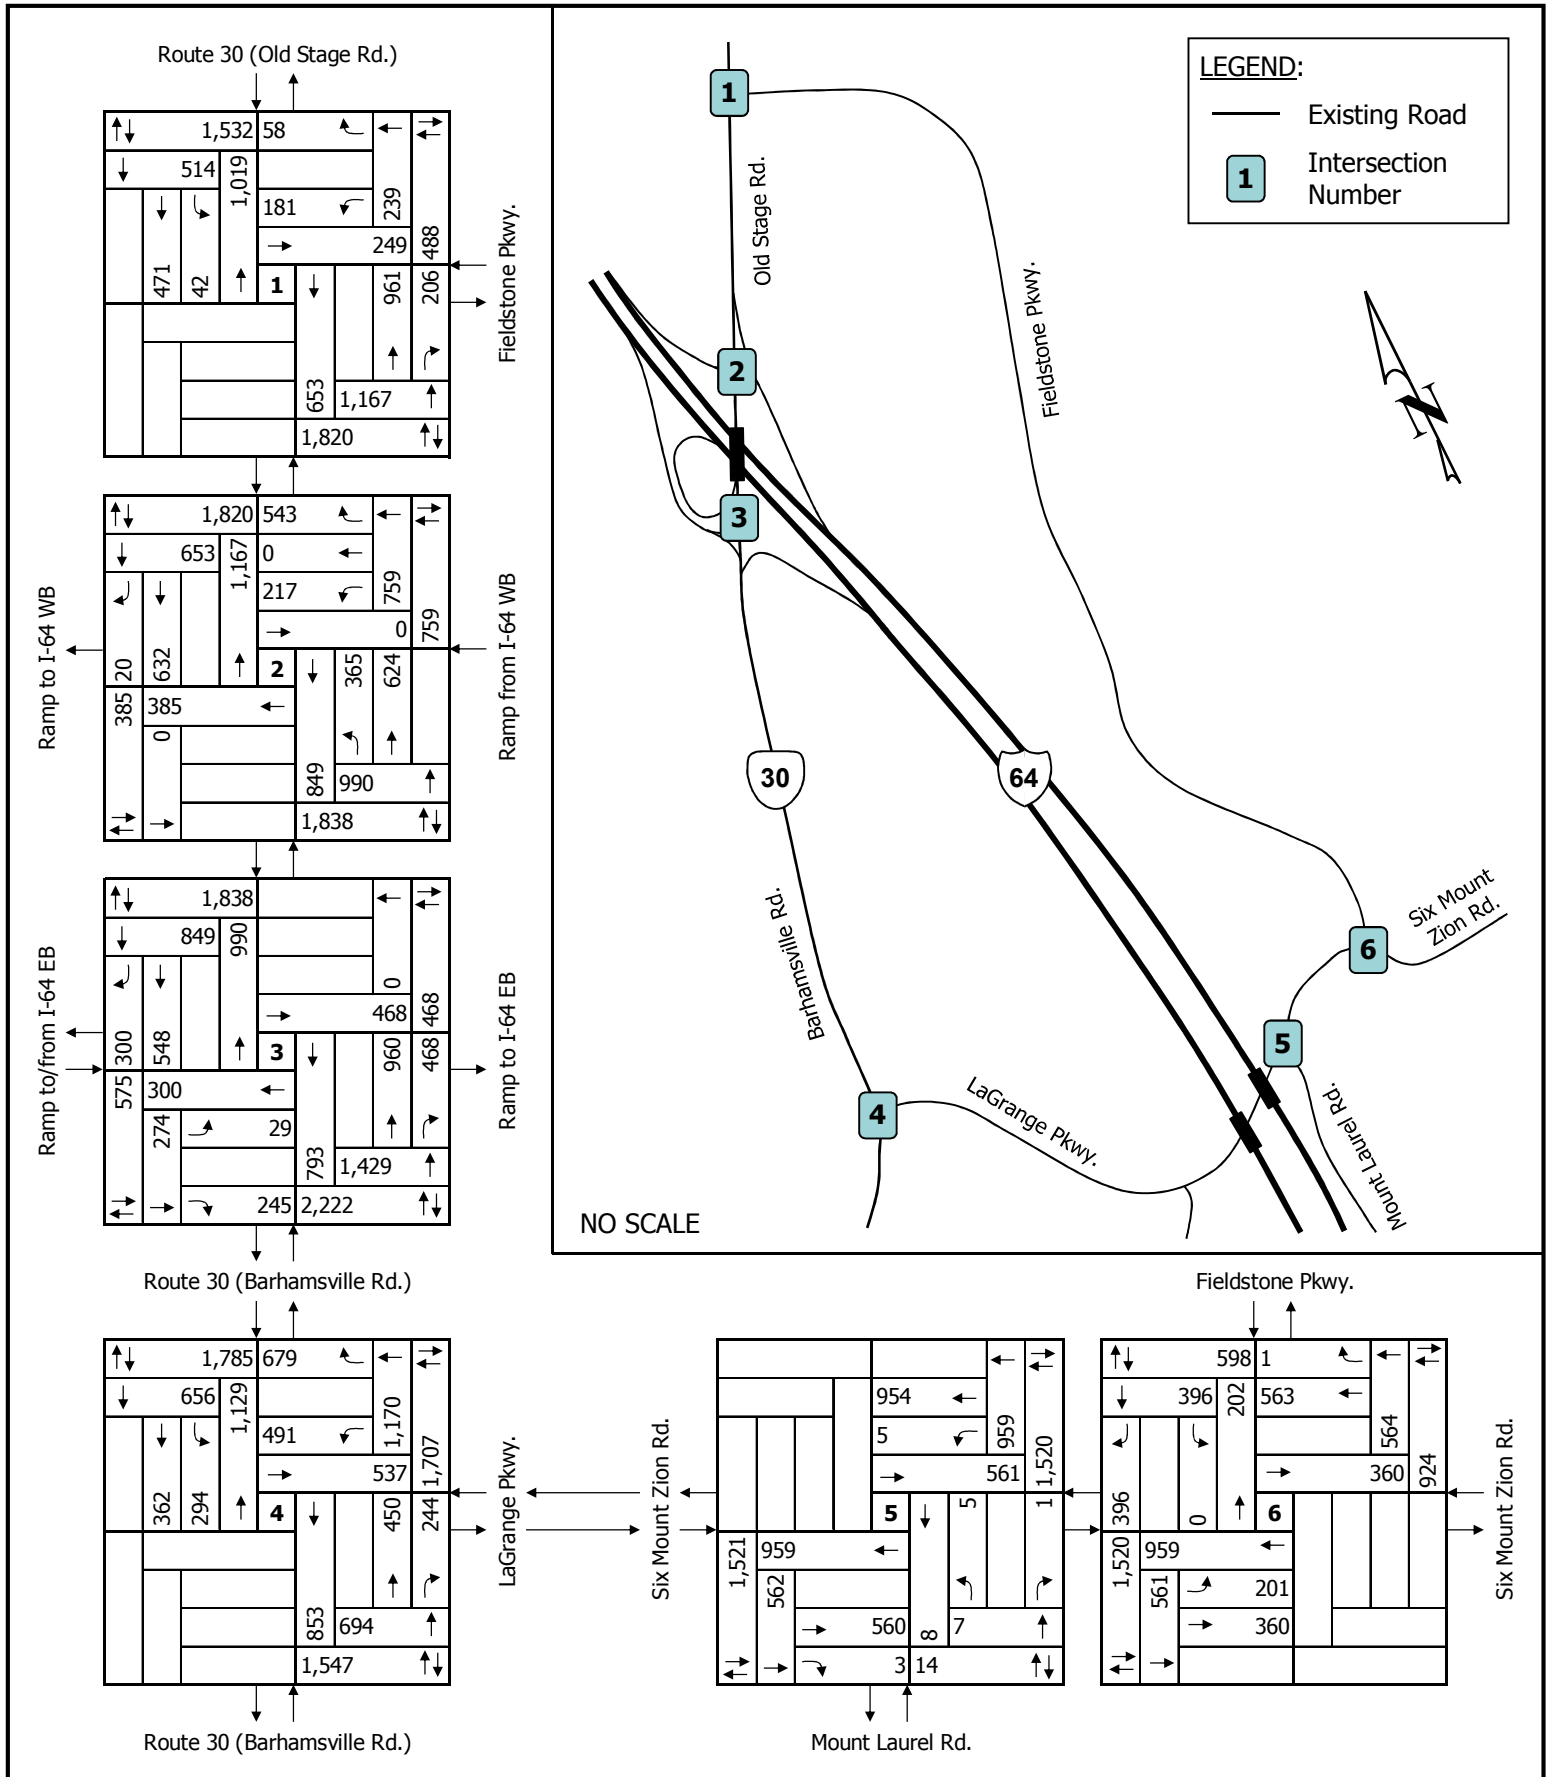 Route 30 (Old Stage Rd.)
1,532 58
514 1,019 239 488
181
471 42 249
1 961 206
653 1,167
1,820
Fieldstone Pkwy.
1,820 543
653 1,167 0
217 759 759
20 632 0
2 365 624
385 385
0
849 990
1,838
Ramp to I-64 WB
Ramp from I-64 WB
1,838
849 990
0 468
300 548 468
3 960 468
575 300
274 29
793 1,429
245 2,222
Ramp to/from I-64 EB
Ramp to I-64 EB
Route 30 (Barhamsville Rd.)
1,785 679
656 1,129
491 1,170 1,707
362 294 537
4 450 244
853 694
1,547
LaGrange Pkwy.
Route 30 (Barhamsville Rd.)
Six Mount Zion Rd.
954
5 959 1,520
561
5 5 1
1,521 959
562
560 8 7
3 14
Mount Laurel Rd.
Fieldstone Pkwy.
598 1
396 202 563
564 924
396 0 360
6
1,520 959
561 201
360
Six Mount Zion Rd.
LEGEND:
Existing Road
1
Intersection
Number
1
Old Stage Rd.
Fieldstone Pkwy.
2
3
N
30
64
Barhamsville Rd.
Six Mount
Zion Rd.
6
5
4
LaGrange Pkwy.
Mount Laurel Rd.
NO SCALE